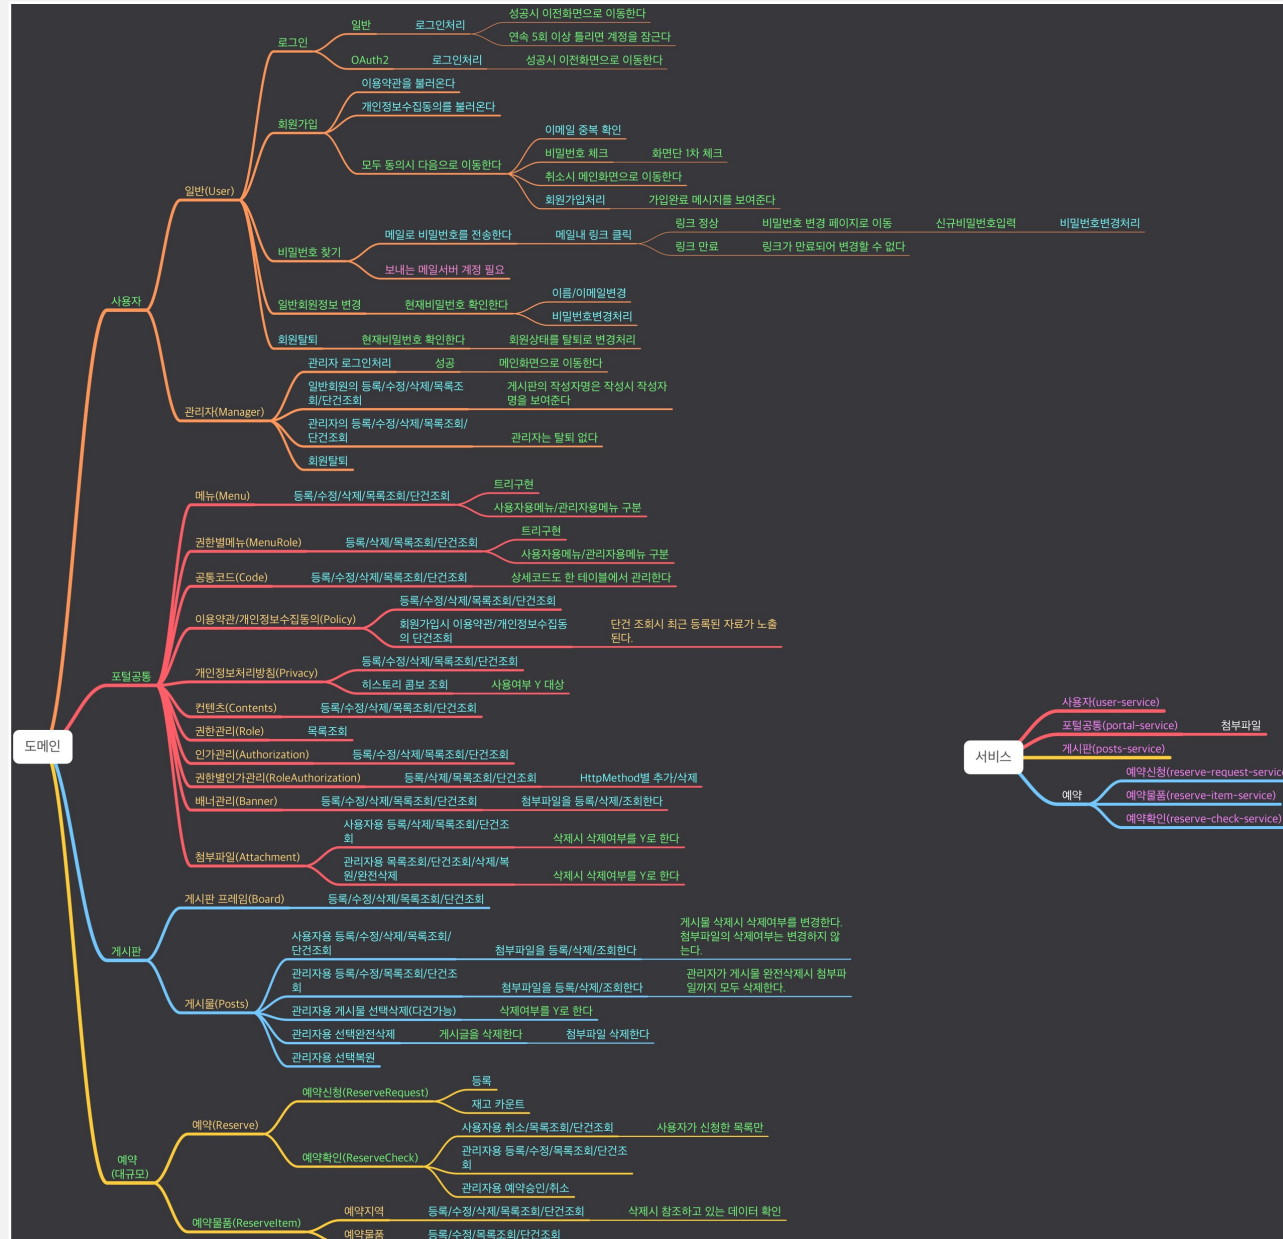 성공시 이전화면으로 이동한다
일반
로그인처리
연속 5회 이상 틀리면 계정을 잠근다
로그인
OAuth2
로그인처리
성공시 이전화면으로 이동한다
이용약관을 불러온다
개인정보수집동의를 불러온다
회원가입
이메일 중복 확인
비밀번호 체크
화면단 1차 체크
모두 동의시 다음으로 이동한다
취소시 메인화면으로 이동한다
일반(User)
회원가입처리
가입완료 메시지를 보여준다
링크 정상
비밀번호 변경 페이지로 이동
신규비밀번호입력
비밀번호변경처리
메일로 비밀번호를 전송한다
메일내 링크 클릭
링크 만료
링크가 만료되어 변경할 수 없다
비밀번호 찾기
보내는 메일서버 계정 필요
사용자
이름/이메일변경
일반회원정보 변경
현재비밀번호 확인한다
비밀번호변경처리
회원탈퇴
현재비밀번호 확인한다
회원상태를 탈퇴로 변경처리
관리자 로그인처리
성공
메인화면으로 이동한다
일반회원의 등록/수정/삭제/목록조
회/단건조회
게시판의 작성자명은 작성시 작성자
명을 보여준다
관리자(Manager)
관리자의 등록/수정/삭제/목록조회/
단건조회
관리자는 탈퇴 없다
회원탈퇴
트리구현
메뉴(Menu)
등록/수정/삭제/목록조회/단건조회
사용자용메뉴/관리자용메뉴 구분
트리구현
권한별메뉴(MenuRole)
등록/삭제/목록조회/단건조회
사용자용메뉴/관리자용메뉴 구분
공통코드(Code)
등록/수정/삭제/목록조회/단건조회
상세코드도 한 테이블에서 관리한다
등록/수정/삭제/목록조회/단건조회
이용약관/개인정보수집동의(Policy)
회원가입시 이용약관/개인정보수집동
의 단건조회
단건 조회시 최근 등록된 자료가 노출
된다.
등록/수정/삭제/목록조회/단건조회
개인정보처리방침(Privacy)
포털공통
히스토리 콤보 조회
사용여부 Y 대상
컨텐츠(Contents)
등록/수정/삭제/목록조회/단건조회
권한관리(Role)
목록조회
도메인
인가관리(Authorization)
등록/수정/삭제/목록조회/단건조회
권한별인가관리(RoleAuthorization)
등록/삭제/목록조회/단건조회
HttpMethod별 추가/삭제
배너관리(Banner)
등록/수정/삭제/목록조회/단건조회
첨부파일을 등록/삭제/조회한다
사용자용 등록/수정/삭제/목록조회/단건조
회
삭제시 삭제여부를 Y로 한다
첨부파일(Attachment)
관리자용 목록조회/단건조회/삭제/복
원/완전삭제
삭제시 삭제여부를 Y로 한다
게시판 프레임(Board)
등록/수정/삭제/목록조회/단건조회
게시판
사용자용 등록/수정/삭제/목록조회/
단건조회
첨부파일을 등록/삭제/조회한다
게시물 삭제시 삭제여부를 변경한다.
첨부파일의 삭제여부는 변경하지 않
는다.
관리자용 등록/수정/목록조회/단건조
회
첨부파일을 등록/삭제/조회한다
관리자가 게시물 완전삭제시 첨부파
일까지 모두 삭제한다.
게시물(Posts)
관리자용 게시물 선택삭제(다건가능)
삭제여부를 Y로 한다
관리자용 선택완전삭제
게시글을 삭제한다
첨부파일 삭제한다
관리자용 선택복원
등록
예약신청(ReserveRequest)
재고 카운트
예약(Reserve)
사용자용 취소/목록조회/단건조회
사용자가 신청한 목록만
예약확인(ReserveCheck)
관리자용 등록/수정/목록조회/단건조
회
예약
(대규모)
관리자용 예약승인/취소
예약지역
등록/수정/삭제/목록조회/단건조회
삭제시 참조하고 있는 데이터 확인
예약물품(ReserveItem)
예약물품
등록/수정/목록조회/단건조회
사용자(user-service)
포털공통(portal-service)
첨부파일
게시판(posts-service)
서비스
예약신청(reserve-request-service
예약
예약물품(reserve-item-service)
예약확인(reserve-check-service)